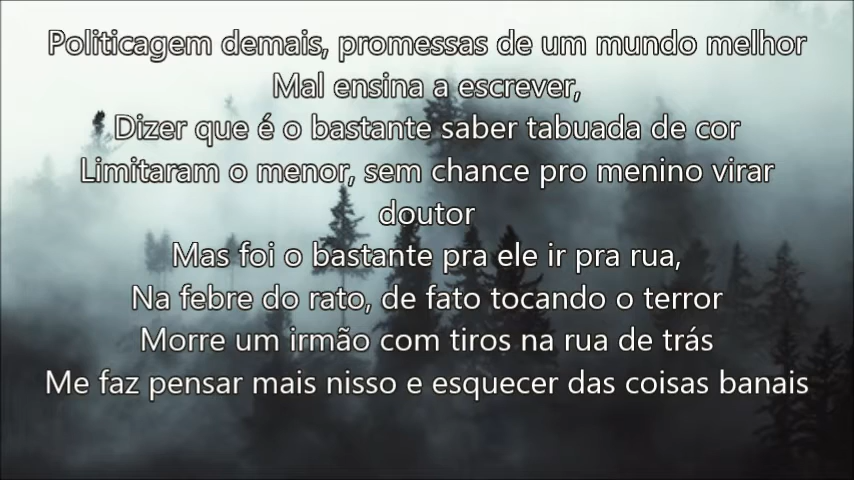 Politicagem demais, promessas de um mundo melhor
Mal ensina a escrever,
Dizer que é o bastante saber tabuada de cor
Limitaram o menor, sem chance pro menino virar
doutor
Mas foi o bastante pra ele ir pra rua,
Na febre do rato, de fato tocando o terror
Morre um irmão com tiros na rua de trás
Me faz pensar mais nisso e esquecer das coisas banais